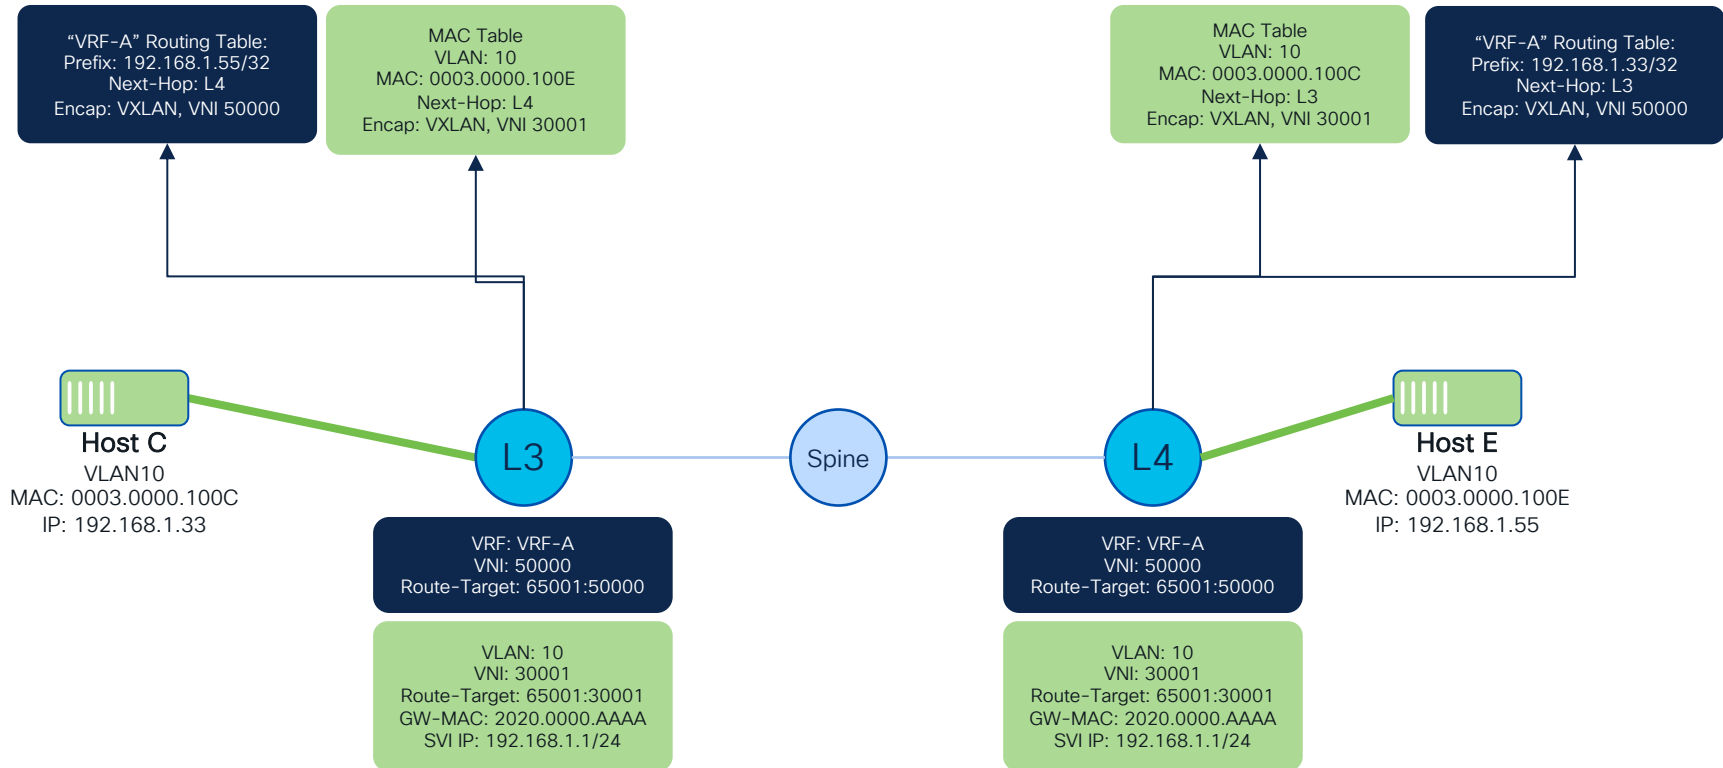 “VRF-A” Routing Table:
Prefix: 192.168.1.55/32
Next-Hop: L4
Encap: VXLAN, VNI 50000
MAC Table
VLAN: 10
MAC: 0003.0000.100E
Next-Hop: L4
Encap: VXLAN, VNI 30001
MAC Table
VLAN: 10
MAC: 0003.0000.100C
Next-Hop: L3
Encap: VXLAN, VNI 30001
“VRF-A” Routing Table:
Prefix: 192.168.1.33/32
Next-Hop: L3
Encap: VXLAN, VNI 50000
Host C
VLAN10
MAC: 0003.0000.100C
IP: 192.168.1.33
L3
Spine
L4
Host E
VLAN10
MAC: 0003.0000.100E
IP: 192.168.1.55
VRF: VRF-A
VNI: 50000
Route-Target: 65001:50000
VLAN: 10
VNI: 30001
Route-Target: 65001:30001
GW-MAC: 2020.0000.AAAA
SVI IP: 192.168.1.1/24
VRF: VRF-A
VNI: 50000
Route-Target: 65001:50000
VLAN: 10
VNI: 30001
Route-Target: 65001:30001
GW-MAC: 2020.0000.AAAA
SVI IP: 192.168.1.1/24